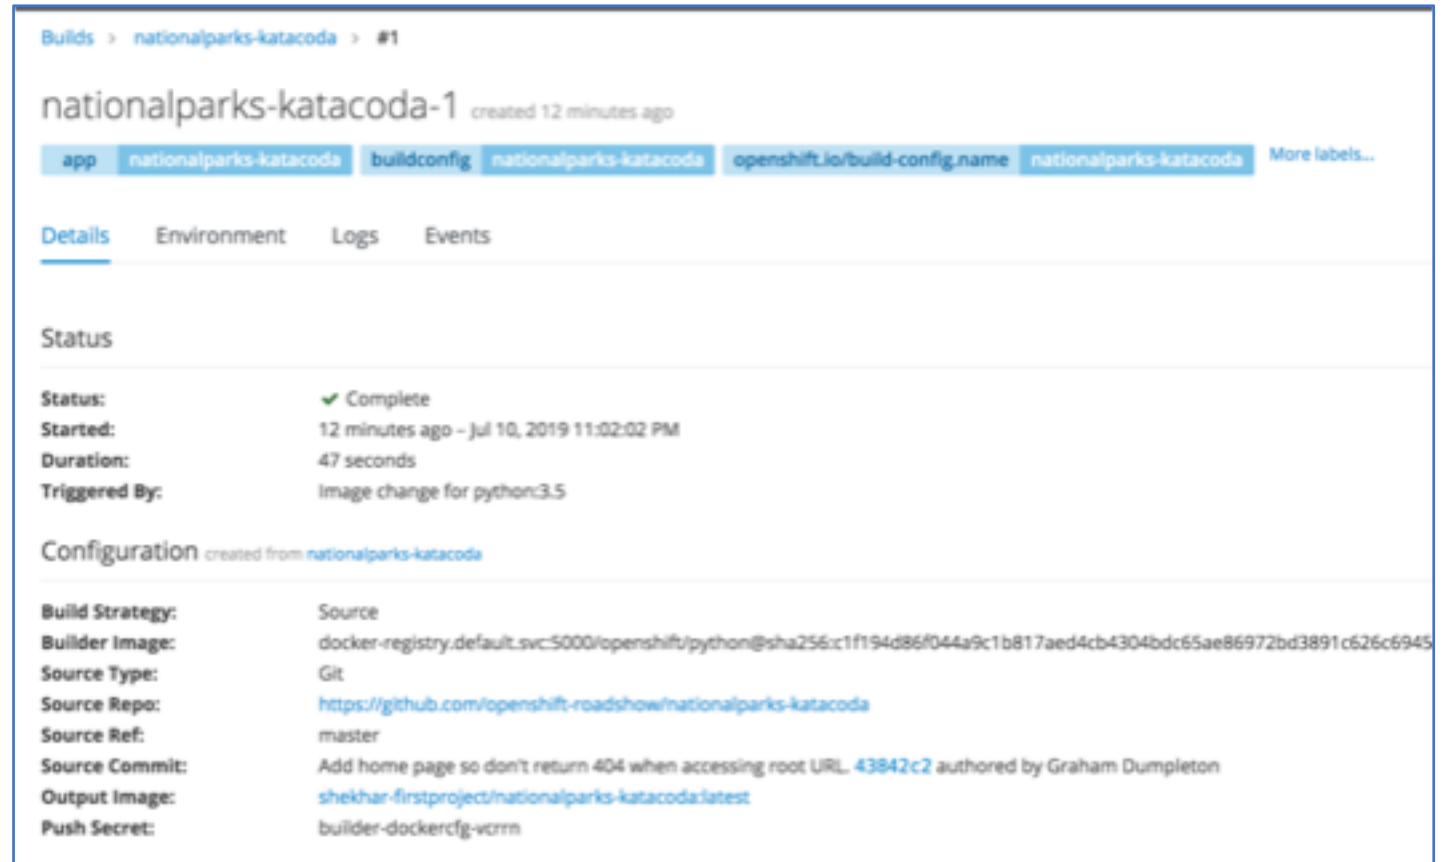 Builds > nationalparks-katacoda > #1
nationalparks-katacoda-1 created 12 minutes ago
app nationalparks-katacoda buildconfig nationalparks-katacoda openshift.io/build-config.name nationalparks-katacoda More labels...
Details Environment Logs Events
Status
Status: Complete
Started: 12 minutes ago – Jul 10, 2019 11:02:02 PM
Duration: 47 seconds
Triggered By: Image change for python:3.5
Configuration created from nationalparks-katacoda
Build Strategy: Source
Builder Image: docker-registry.default.svc:5000/openshift/python@sha256:c1f194d86f044a9c1b817aed4cb4304bdc65ae86972bd3891c626c6945
Source Type: Git
Source Repo: https://github.com/openshift-roadshow/nationalparks-katacoda
Source Ref: master
Source Commit: Add home page so don't return 404 when accessing root URL. 43842c2 authored by Graham Dumpleton
Output Image: shekhar-firstproject/nationalparks-katacoda:latest
Push Secret: builder-dockercfg-vcrrn